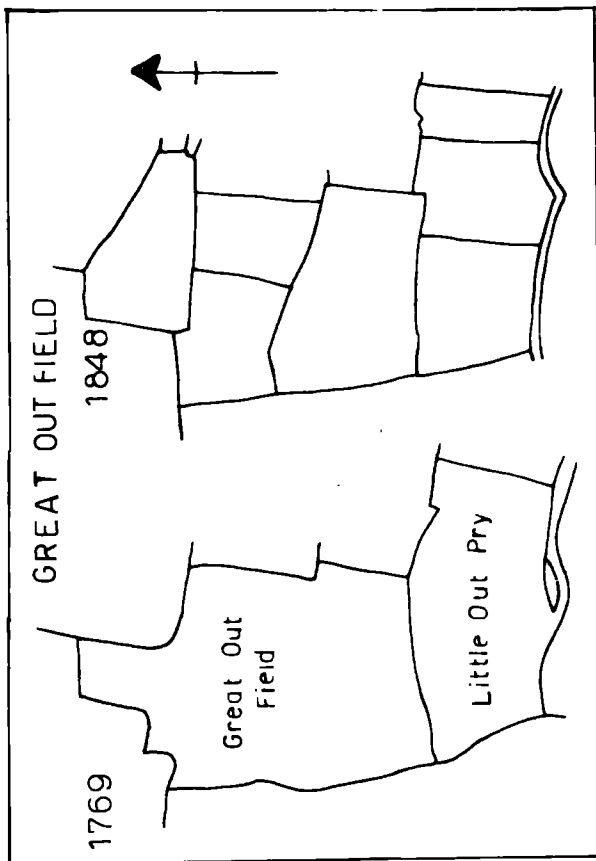 GREAT OUT FIELD
1769
1848
Great Out
Field
Little Out Pry